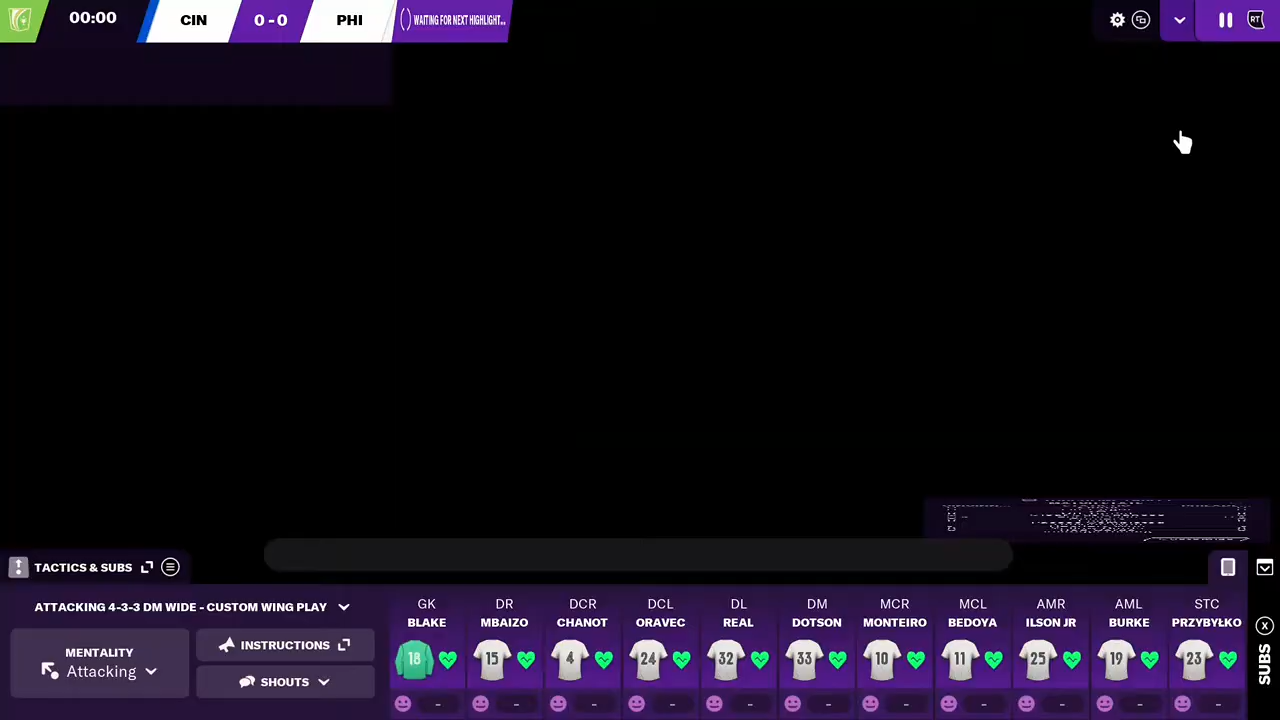 00:00 CIN 0 - 0 PHI WAITING FOR NEXT HIGHLIGHT... RT
TACTICS & SUBS
ATTACKING 4-3-3 DM WIDE - CUSTOM WING PLAY
MENTALITY
Attacking
INSTRUCTIONS
SHOUTS
GK DR DCR DCL DL DM MCR MCL AMR AML STC
BLAKE MBAIZO CHANOT ORAVEC REAL DOTSON MONTEIRO BEDOYA ILSON JR BURKE PRZYBYŁKO
18 15 4 24 32 33 10 11 25 19 23
- - - - - - - - - - -
X
SUBS